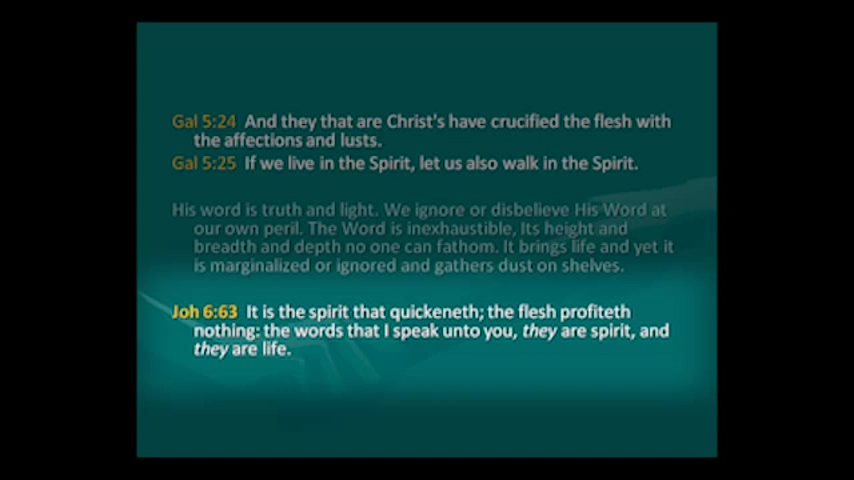 Gal 5:24 And they that are Christ's have crucified the flesh with
the affections and lusts.
Gal 5:25 If we live in the Spirit, let us also walk in the Spirit.
His word is truth and light. We ignore or disbelieve His Word at
our own peril. The Word is inexhaustible, Its height and
breadth and depth no one can fathom. It brings life and yet it
is marginalized or ignored and gathers dust on shelves.
Joh 6:63 It is the spirit that quickeneth; the flesh profiteth
nothing: the words that I speak unto you, they are spirit, and
they are life.